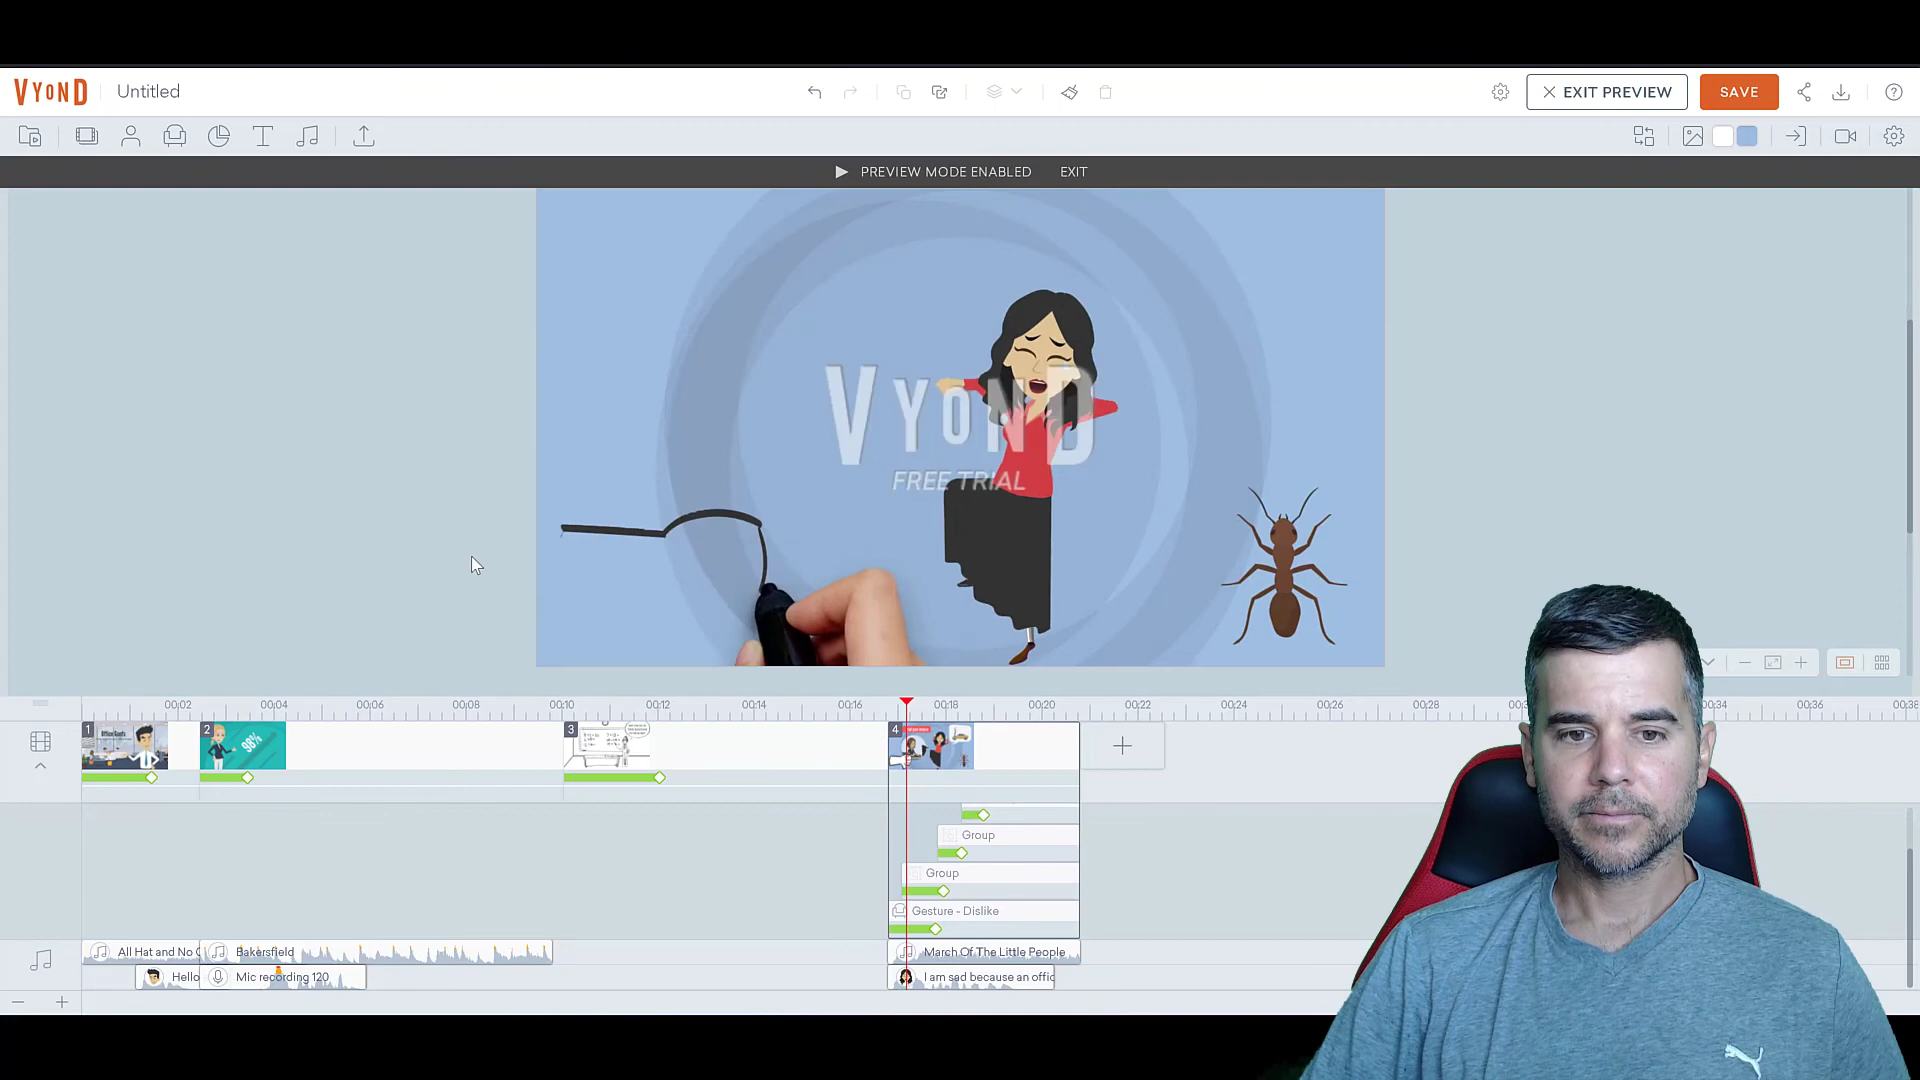 VYOND
Untitled
EXIT PREVIEW
SAVE
PREVIEW MODE ENABLED EXIT
VYOND
FREE TRIAL
00:02 00:04 00:06 00:08 00:10 00:12 00:14 00:16 00:18 00:20 00:22 00:24 00:26 00:28 00:34 00:36 00:38
1 Office Giants 2 98% 3 4
Group
Group
Gesture - Dislike
All Hat and No C Bakersfield March Of The Little People
Hello Mic recording 120 I am sad because an offic